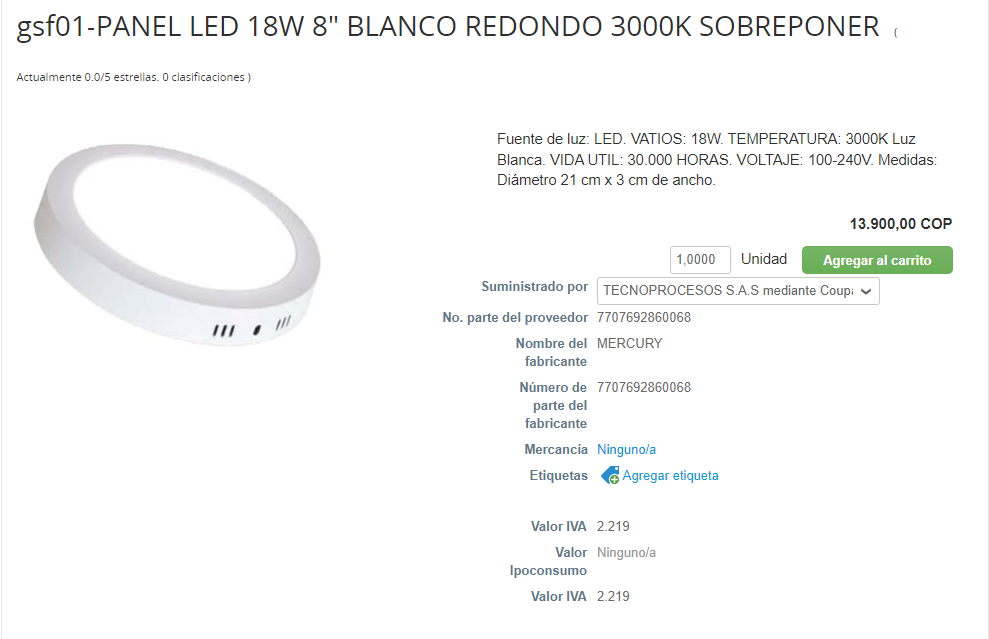 gsf01-PANEL LED 18W 8" BLANCO REDONDO 3000K SOBREPONER (
Actualmente 0.0/5 estrellas. 0 clasificaciones )
Fuente de luz: LED. VATIOS: 18W. TEMPERATURA: 3000K Luz
Blanca. VIDA UTIL: 30.000 HORAS. VOLTAJE: 100-240V. Medidas:
Diámetro 21 cm x 3 cm de ancho.
13.900,00 COP
1,0000 Unidad Agregar al carrito
Suministrado por TECNOPROCESOS S.A.S mediante Coupa
No. parte del proveedor 7707692860068
Nombre del MERCURY
fabricante
Número de 7707692860068
parte del
fabricante
Mercancía Ninguno/a
Etiquetas Agregar etiqueta
Valor IVA 2.219
Valor Ninguno/a
Ipoconsumo
Valor IVA 2.219